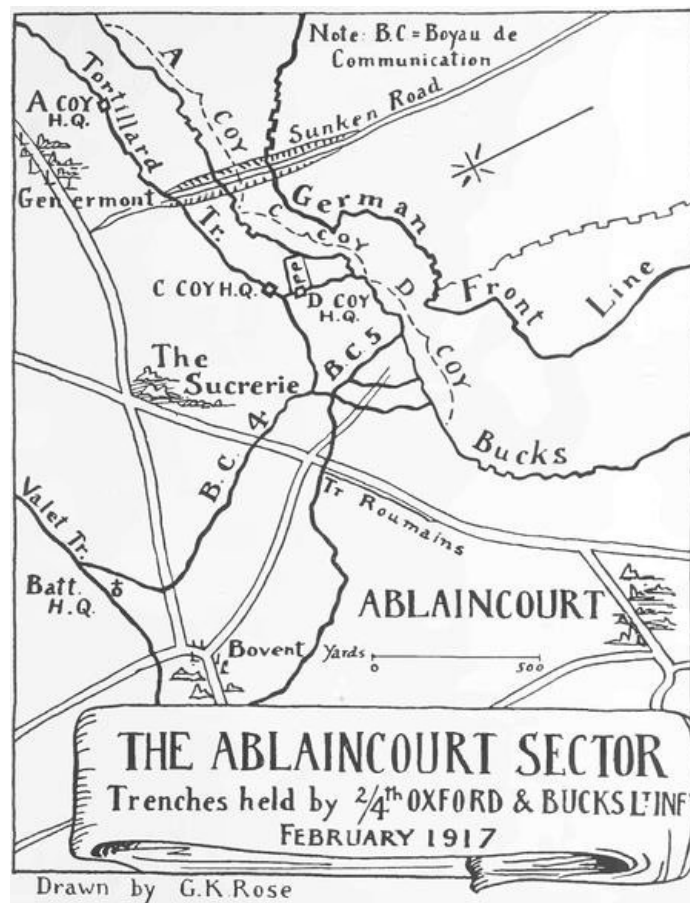 Note: B.C = Boyau de
Communication
A COY
Tortillard Tr.
A COY
H.Q.
Sunken Road
Genermont
German Front Line
C COY
C COY H.Q.
D COY
H.Q.
D COY
B.C. 5
The
Sucrerie
B.C. 4
Bucks
Tr Roumains
Valet Tr.
Batt.
H.Q.
ABLAINCOURT
Bovent
Yards
0 500
THE ABLAINCOURT SECTOR
Trenches held by 2/4th OXFORD & BUCKS LT INFY
FEBRUARY 1917
Drawn by G.K. Rose